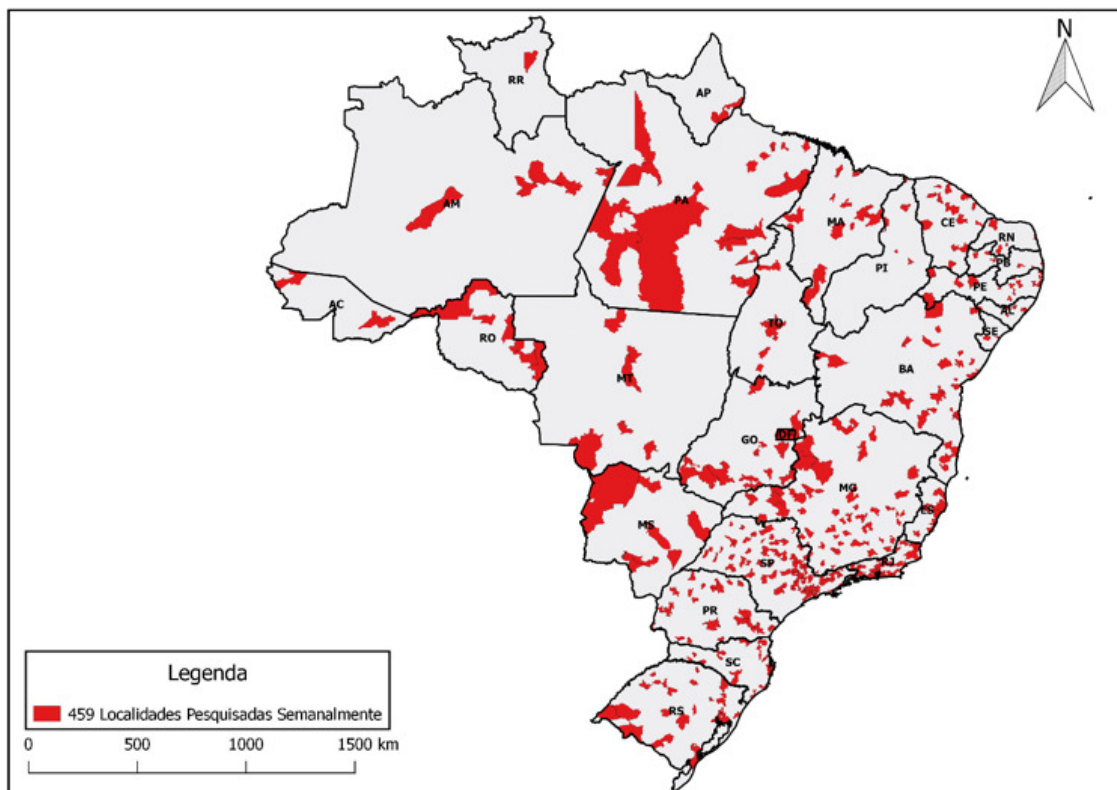 N
RR
AP
AM
PA
MA
CE
RN
PB
PI
PE
AC
AL
TO
SE
RO
BA
MT
DF
GO
MG
ES
MS
SP
RJ
PR
SC
RS
Legenda
459 Localidades Pesquisadas Semanalmente
0 500 1000 1500 km